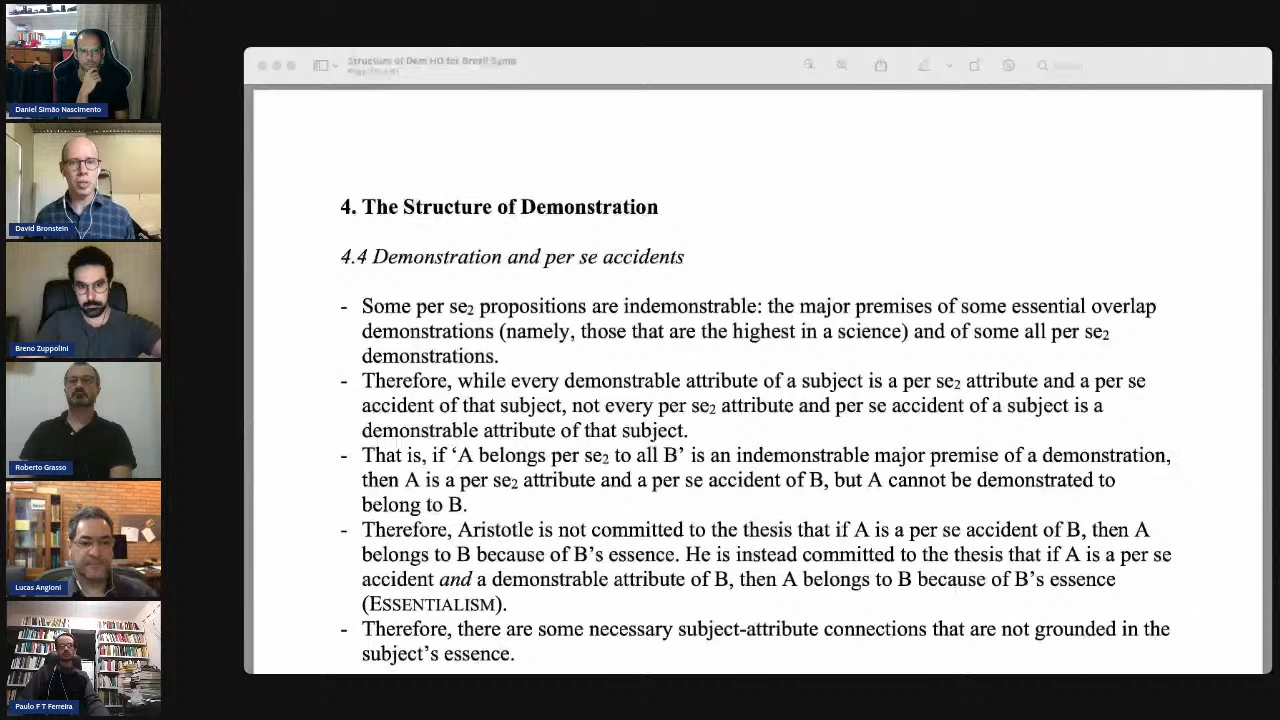 Structure of Dem HO for Brazil Symp
Daniel Simão Nascimento
David Bronstein
Breno Zuppolini
Roberto Grasso
Lucas Angioni
Paulo F T Ferreira
4. The Structure of Demonstration
4.4 Demonstration and per se accidents
- Some per se₂ propositions are indemonstrable: the major premises of some essential overlap
demonstrations (namely, those that are the highest in a science) and of some all per se₂
demonstrations.
- Therefore, while every demonstrable attribute of a subject is a per se₂ attribute and a per se
accident of that subject, not every per se₂ attribute and per se accident of a subject is a
demonstrable attribute of that subject.
- That is, if ‘A belongs per se₂ to all B’ is an indemonstrable major premise of a demonstration,
then A is a per se₂ attribute and a per se accident of B, but A cannot be demonstrated to
belong to B.
- Therefore, Aristotle is not committed to the thesis that if A is a per se accident of B, then A
belongs to B because of B’s essence. He is instead committed to the thesis that if A is a per se
accident and a demonstrable attribute of B, then A belongs to B because of B’s essence
(ESSENTIALISM).
- Therefore, there are some necessary subject-attribute connections that are not grounded in the
subject’s essence.